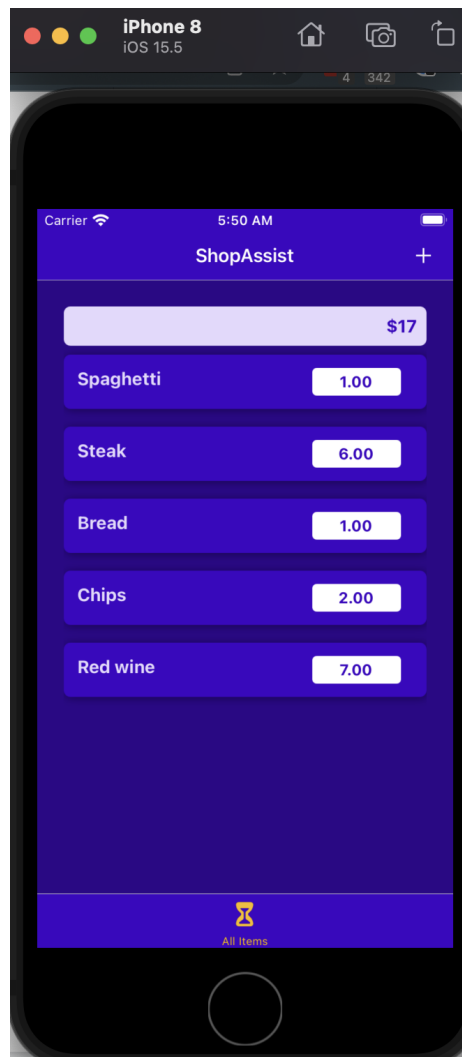 iPhone 8
iOS 15.5
4 342
Carrier 5:50 AM
ShopAssist +
$17
Spaghetti 1.00
Steak 6.00
Bread 1.00
Chips 2.00
Red wine 7.00
All Items